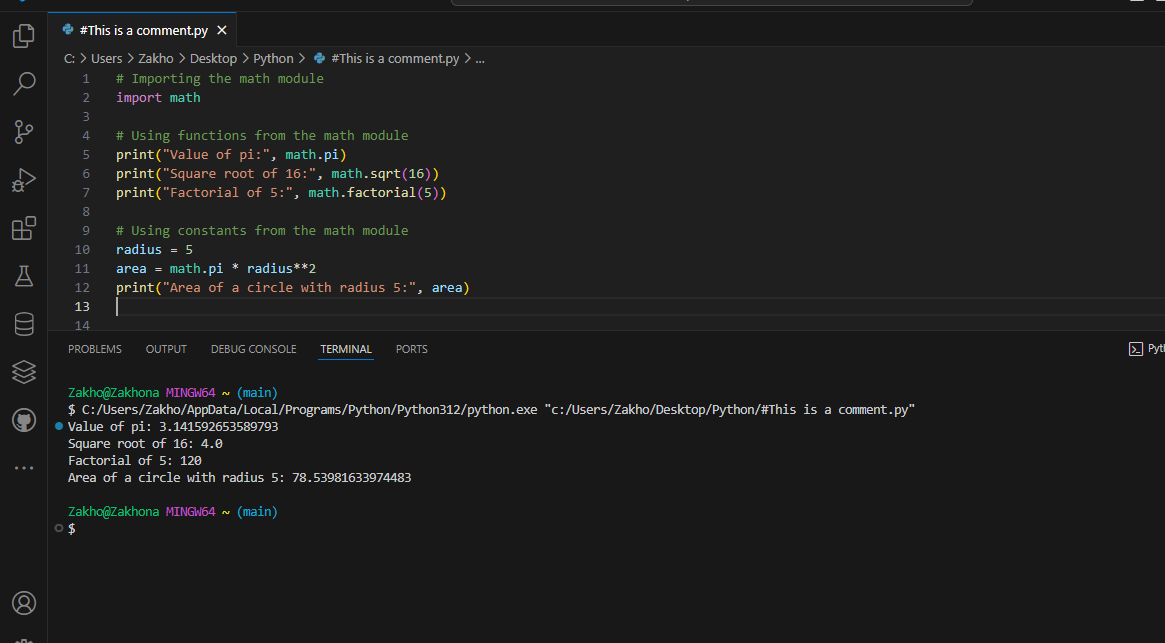 #This is a comment.py
C: > Users > Zakho > Desktop > Python > #This is a comment.py > ...
1 # Importing the math module
2 import math
3
4 # Using functions from the math module
5 print("Value of pi:", math.pi)
6 print("Square root of 16:", math.sqrt(16))
7 print("Factorial of 5:", math.factorial(5))
8
9 # Using constants from the math module
10 radius = 5
11 area = math.pi * radius**2
12 print("Area of a circle with radius 5:", area)
13
14
PROBLEMS OUTPUT DEBUG CONSOLE TERMINAL PORTS
Zakho@Zakhona MINGW64 ~ (main)
$ C:/Users/Zakho/AppData/Local/Programs/Python/Python312/python.exe "c:/Users/Zakho/Desktop/Python/#This is a comment.py"
Value of pi: 3.141592653589793
Square root of 16: 4.0
Factorial of 5: 120
Area of a circle with radius 5: 78.53981633974483
Zakho@Zakhona MINGW64 ~ (main)
$